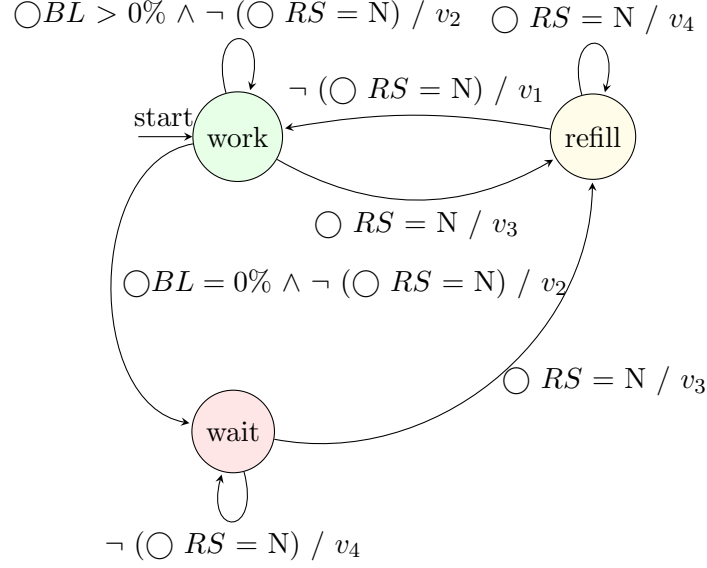 ◯BL > 0% ∧ ¬ (◯ RS = N) / v₂
◯ RS = N / v₄
¬ (◯ RS = N) / v₁
start
work
refill
◯ RS = N / v₃
◯BL = 0% ∧ ¬ (◯ RS = N) / v₂
◯ RS = N / v₃
wait
¬ (◯ RS = N) / v₄